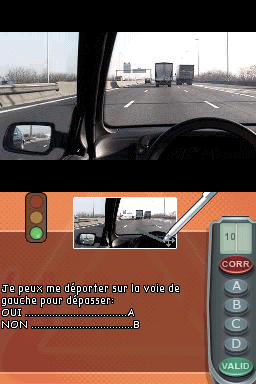 10
CORR
Je peux me déporter sur la voie de
gauche pour dépasser:
OUI ..............................A
NON ..............................B
A
B
C
D
VALID